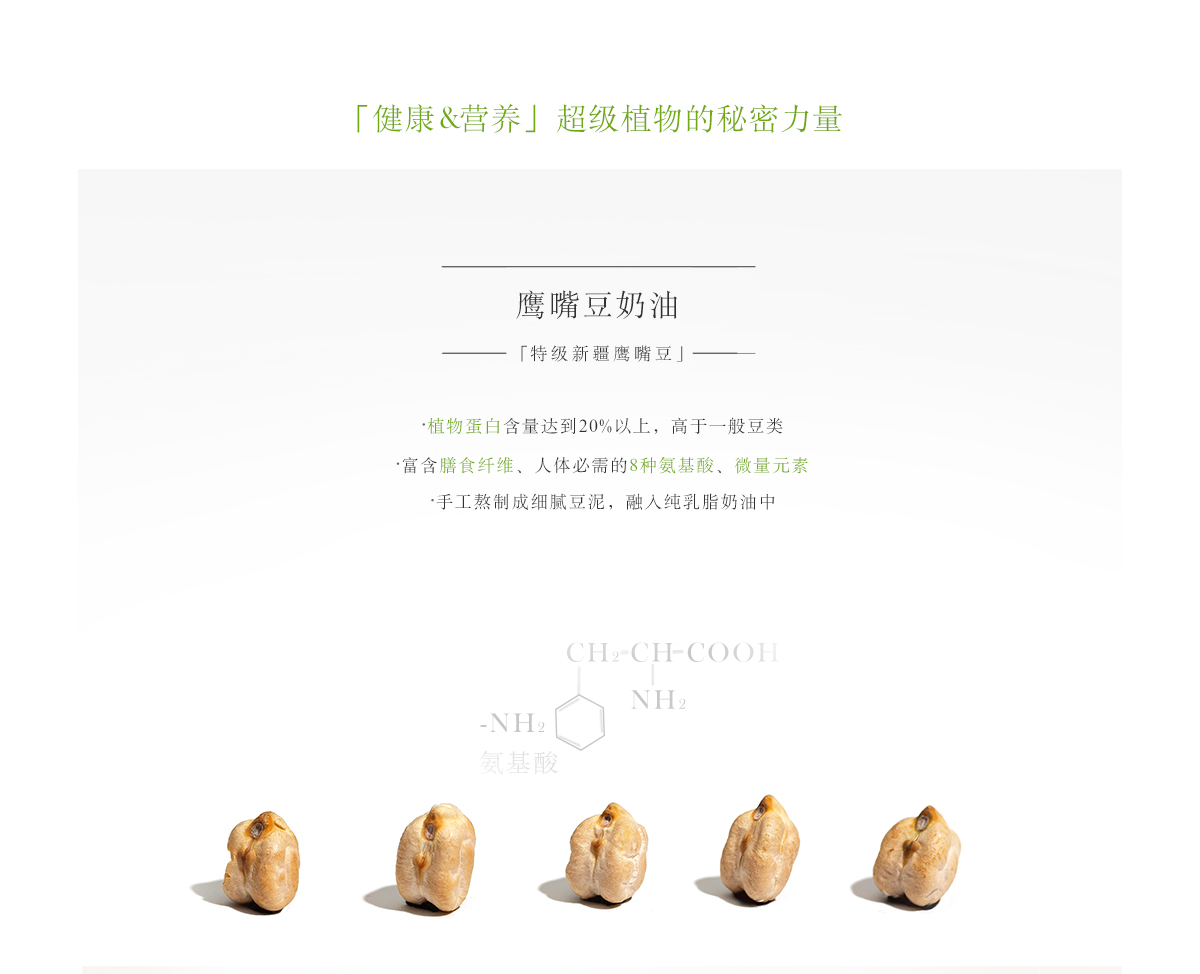 「健康&营养」超级植物的秘密力量
鹰嘴豆奶油
「特级新疆鹰嘴豆」
·植物蛋白含量达到20%以上，高于一般豆类
·富含膳食纤维、人体必需的8种氨基酸、微量元素
·手工熬制成细腻豆泥，融入纯乳脂奶油中
CH2-CH-COOH
NH2
-NH2
氨基酸